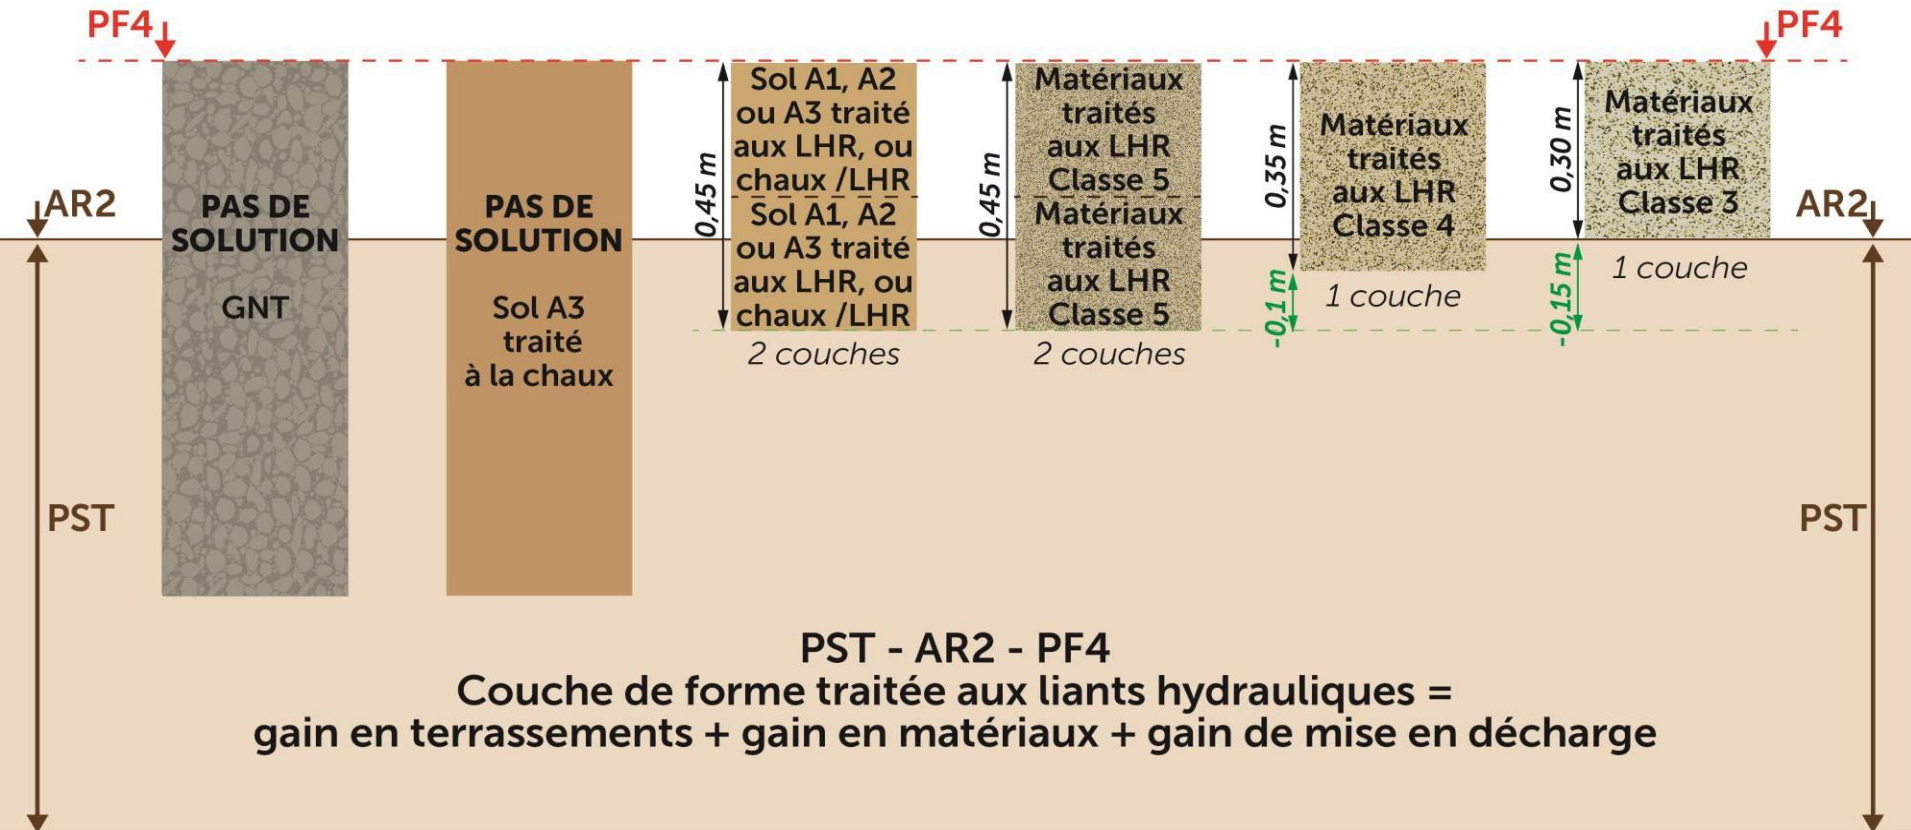 PF4
PF4
AR2
AR2
PST
PST
PAS DE
SOLUTION
GNT
PAS DE
SOLUTION
Sol A3
traité
à la chaux
0,45 m
Sol A1, A2
ou A3 traité
aux LHR, ou
chaux /LHR
Sol A1, A2
ou A3 traité
aux LHR, ou
chaux /LHR
2 couches
0,45 m
Matériaux
traités
aux LHR
Classe 5
Matériaux
traités
aux LHR
Classe 5
2 couches
0,35 m
-0,1 m
Matériaux
traités
aux LHR
Classe 4
1 couche
0,30 m
-0,15 m
Matériaux
traités
aux LHR
Classe 3
1 couche
PST - AR2 - PF4
Couche de forme traitée aux liants hydrauliques =
gain en terrassements + gain en matériaux + gain de mise en décharge